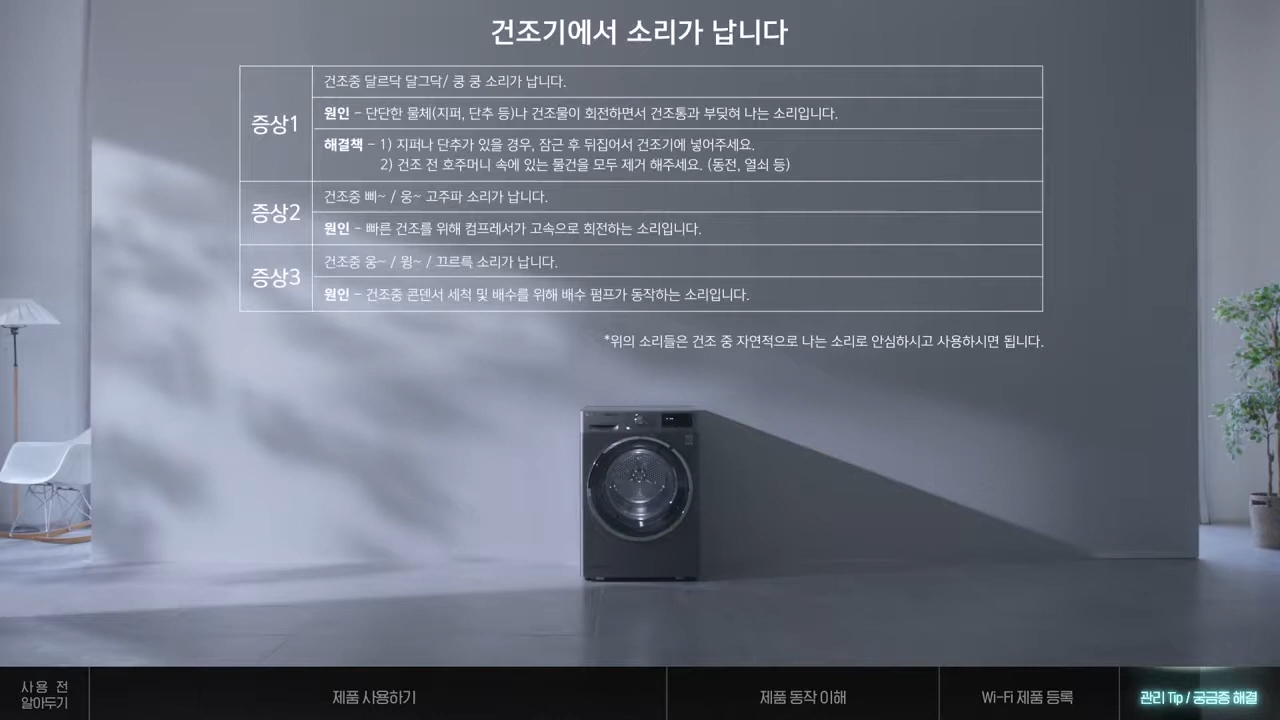 건조기에서 소리가 납니다
증상1
건조중 달르닥 달그닥/ 쿵 쿵 소리가 납니다.
원인 - 단단한 물체(지퍼, 단추 등)나 건조물이 회전하면서 건조통과 부딪혀 나는 소리입니다.
해결책 - 1) 지퍼나 단추가 있을 경우, 잠근 후 뒤집어서 건조기에 넣어주세요.
2) 건조 전 호주머니 속에 있는 물건을 모두 제거 해주세요. (동전, 열쇠 등)
증상2
건조중 삐~ / 웅~ 고주파 소리가 납니다.
원인 - 빠른 건조를 위해 컴프레서가 고속으로 회전하는 소리입니다.
증상3
건조중 웅~ / 윙~ / 끄르륵 소리가 납니다.
원인 - 건조중 콘덴서 세척 및 배수를 위해 배수 펌프가 동작하는 소리입니다.
*위의 소리들은 건조 중 자연적으로 나는 소리로 안심하시고 사용하시면 됩니다.
사용 전
알아두기
제품 사용하기
제품 동작 이해
Wi-Fi 제품 등록
관리 Tip / 궁금증 해결